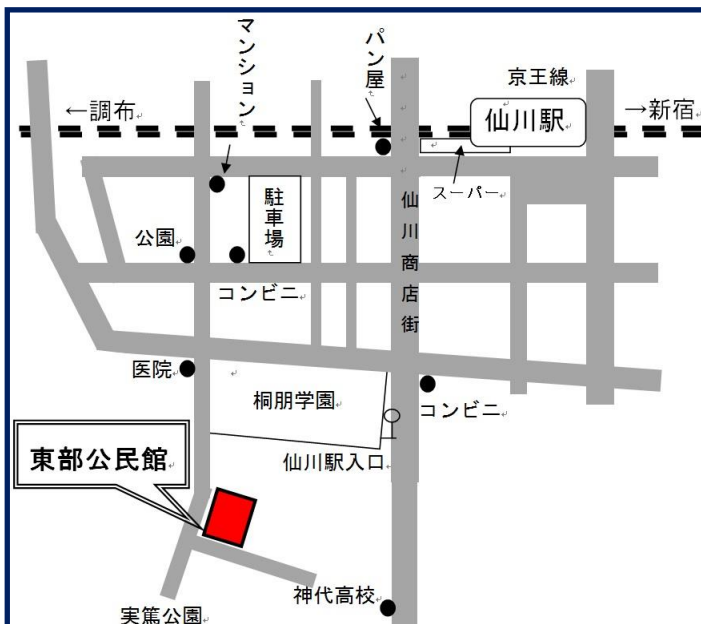 マンション
パン屋
京王線
←調布
仙川駅
→新宿
スーパー
駐車場
仙川商店街
公園
コンビニ
医院
桐朋学園
コンビニ
仙川駅入口
東部公民館
神代高校
実篤公園